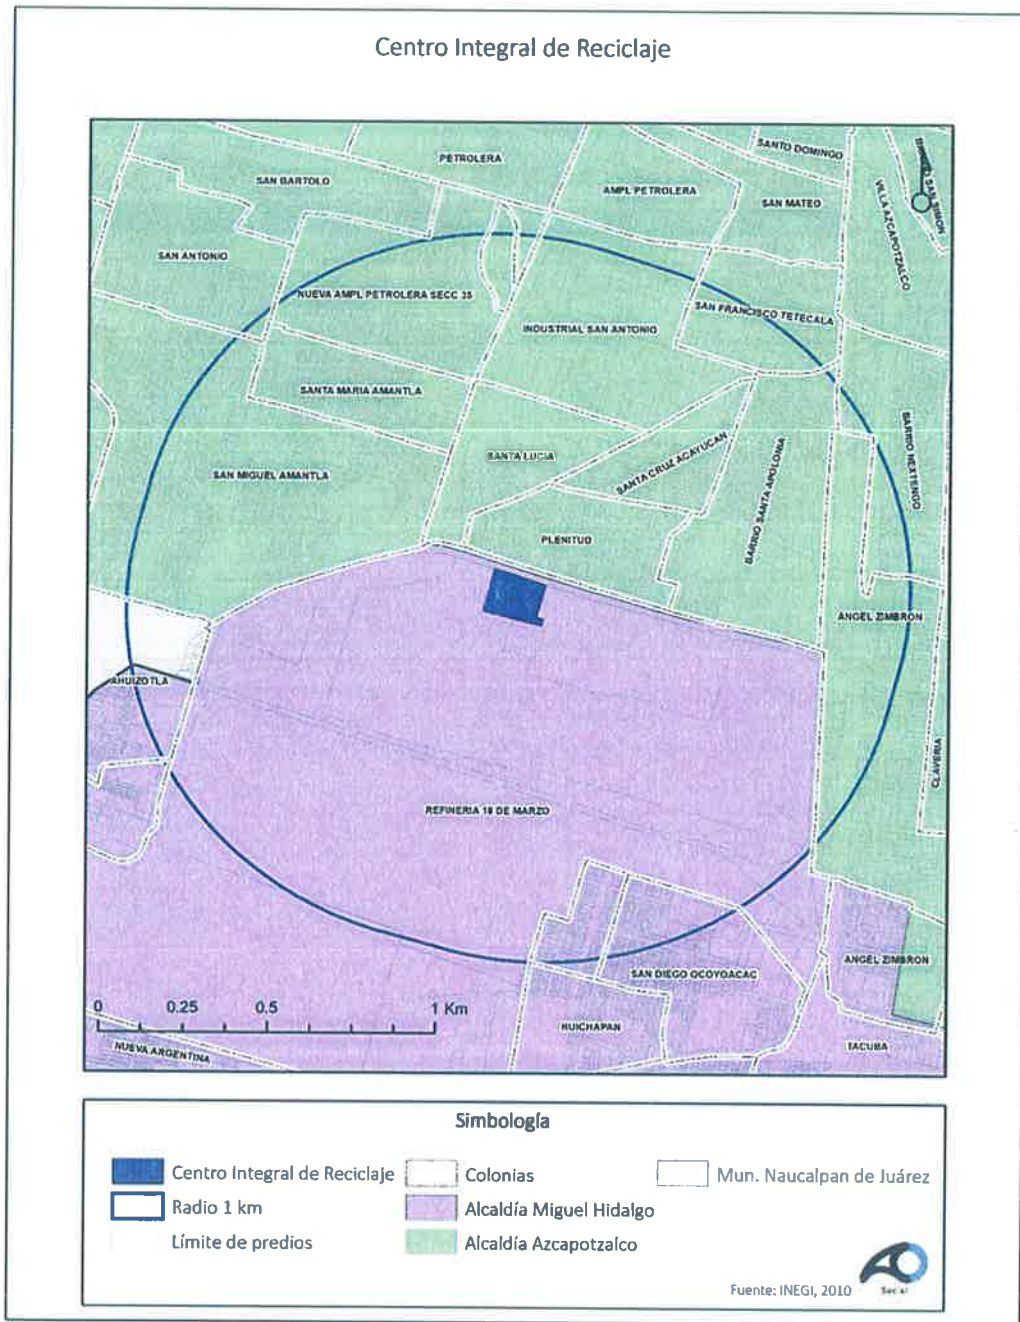 Centro Integral de Reciclaje
SANTO DOMINGO
PETROLERA
SAN BARTOLO
AMPL PETROLERA
SAN MATEO
VILLA AZCAPOTZALCO
SAN SIMON
SAN ANTONIO
NUEVA AMPL PETROLERA SECC 35
SAN FRANCISCO TETECALA
INDUSTRIAL SAN ANTONIO
SANTA MARIA AMANTLA
BARRIO NEXTENGO
SANTA LUCIA
SANTA CRUZ ACAYUCAN
SAN MIGUEL AMANTLA
BARRIO SANTA APOLONIA
PLENITUD
ANGEL ZIMBRON
AHUIZOTLA
CLAVERIA
REFINERIA 18 DE MARZO
ANGEL ZIMBRON
SAN DIEGO OCOYOACAC
0 0.25 0.5 1 Km
HUICHAPAN
TACUBA
NUEVA ARGENTINA
Simbología
Centro Integral de Reciclaje
Colonias
Mun. Naucalpan de Juárez
Radio 1 km
Alcaldía Miguel Hidalgo
Límite de predios
Alcaldía Azcapotzalco
Fuente: INEGI, 2010